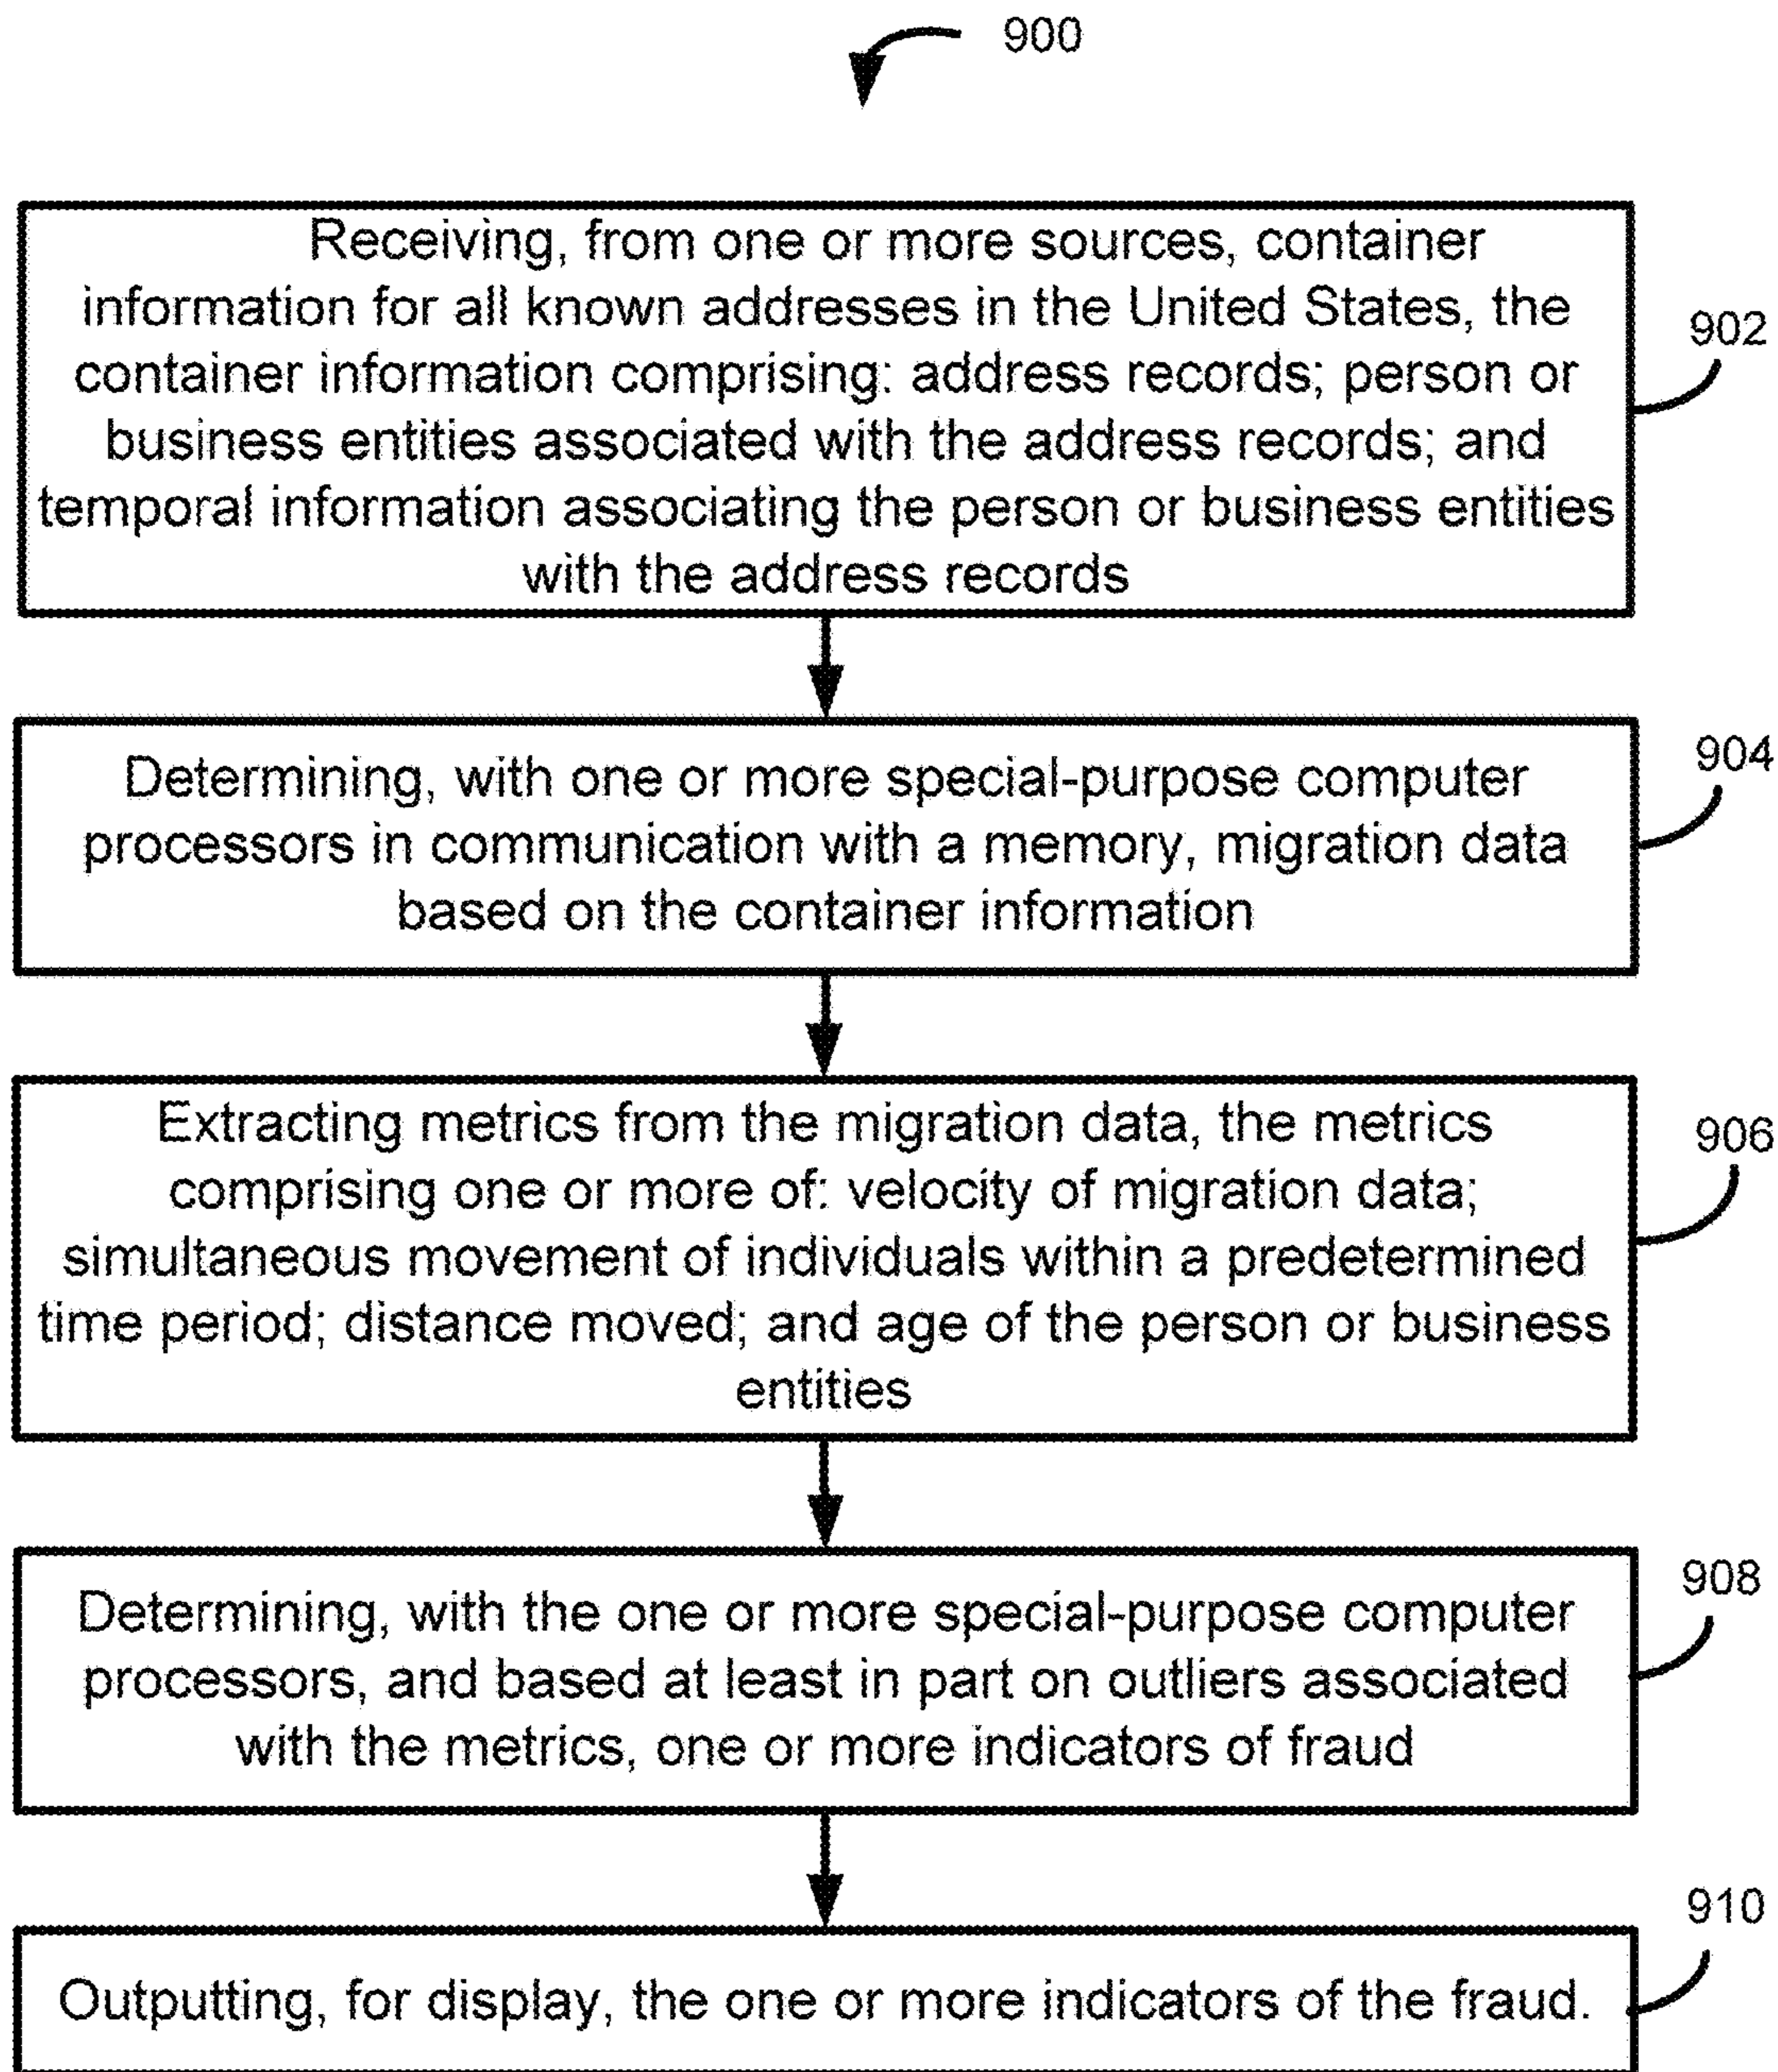 900
Receiving, from one or more sources, container
information for all known addresses in the United States, the
container information comprising: address records; person or
business entities associated with the address records; and
temporal information associating the person or business entities
with the address records
902
Determining, with one or more special-purpose computer
processors in communication with a memory, migration data
based on the container information
904
Extracting metrics from the migration data, the metrics
comprising one or more of: velocity of migration data;
simultaneous movement of individuals within a predetermined
time period; distance moved; and age of the person or business
entities
906
Determining, with the one or more special-purpose computer
processors, and based at least in part on outliers associated
with the metrics, one or more indicators of fraud
908
Outputting, for display, the one or more indicators of the fraud.
910